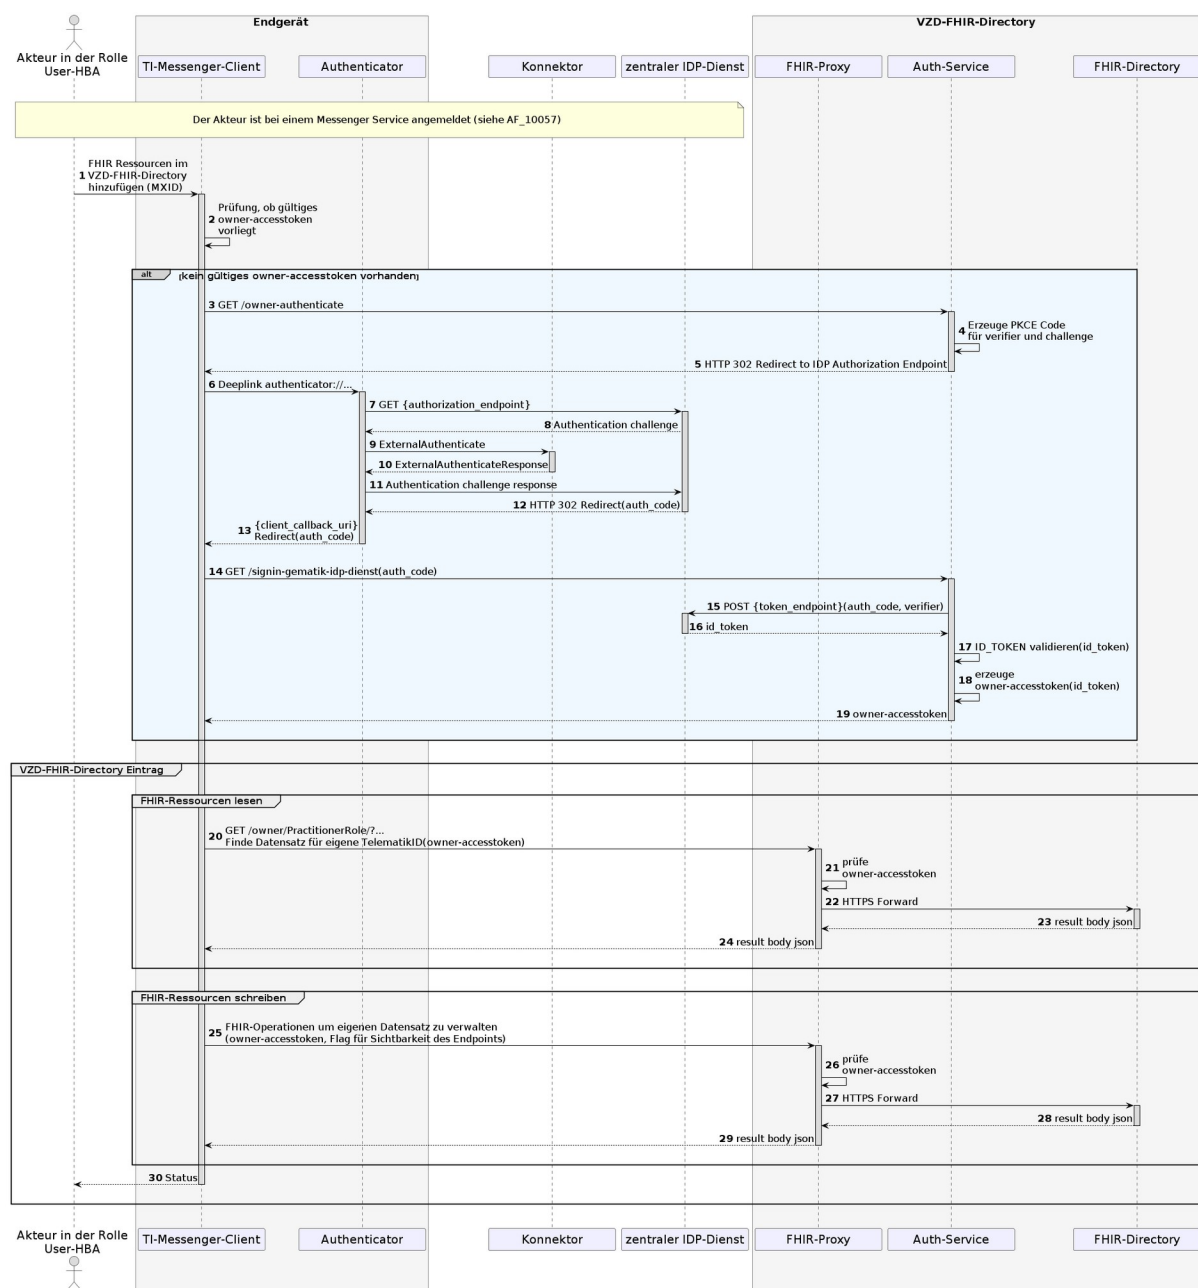 Endgerät
VZD-FHIR-Directory
Akteur in der Rolle
User-HBA
TI-Messenger-Client
Authenticator
Konnektor
zentraler IDP-Dienst
FHIR-Proxy
Auth-Service
FHIR-Directory
Der Akteur ist bei einem Messenger Service angemeldet (siehe AF_10057)
FHIR Ressourcen im
1 VZD-FHIR-Directory
hinzufügen (MXID)
Prüfung, ob gültiges
2 owner-accesstoken
vorliegt
alt [kein gültiges owner-accesstoken vorhanden]
3 GET /owner-authenticate
4 Erzeuge PKCE Code
für verifier und challenge
5 HTTP 302 Redirect to IDP Authorization Endpoint
6 Deeplink authenticator://...
7 GET {authorization_endpoint}
8 Authentication challenge
9 ExternalAuthenticate
10 ExternalAuthenticateResponse
11 Authentication challenge response
12 HTTP 302 Redirect(auth_code)
13 {client_callback_uri}
Redirect(auth_code)
14 GET /signin-gematik-idp-dienst(auth_code)
15 POST {token_endpoint}(auth_code, verifier)
16 id_token
17 ID_TOKEN validieren(id_token)
18 erzeuge
owner-accesstoken(id_token)
19 owner-accesstoken
VZD-FHIR-Directory Eintrag
FHIR-Ressourcen lesen
20 GET /owner/PractitionerRole/?...
Finde Datensatz für eigene TelematikID(owner-accesstoken)
21 prüfe
owner-accesstoken
22 HTTPS Forward
23 result body json
24 result body json
FHIR-Ressourcen schreiben
25 FHIR-Operationen um eigenen Datensatz zu verwalten
(owner-accesstoken, Flag für Sichtbarkeit des Endpoints)
26 prüfe
owner-accesstoken
27 HTTPS Forward
28 result body json
29 result body json
30 Status
Akteur in der Rolle
User-HBA
TI-Messenger-Client
Authenticator
Konnektor
zentraler IDP-Dienst
FHIR-Proxy
Auth-Service
FHIR-Directory